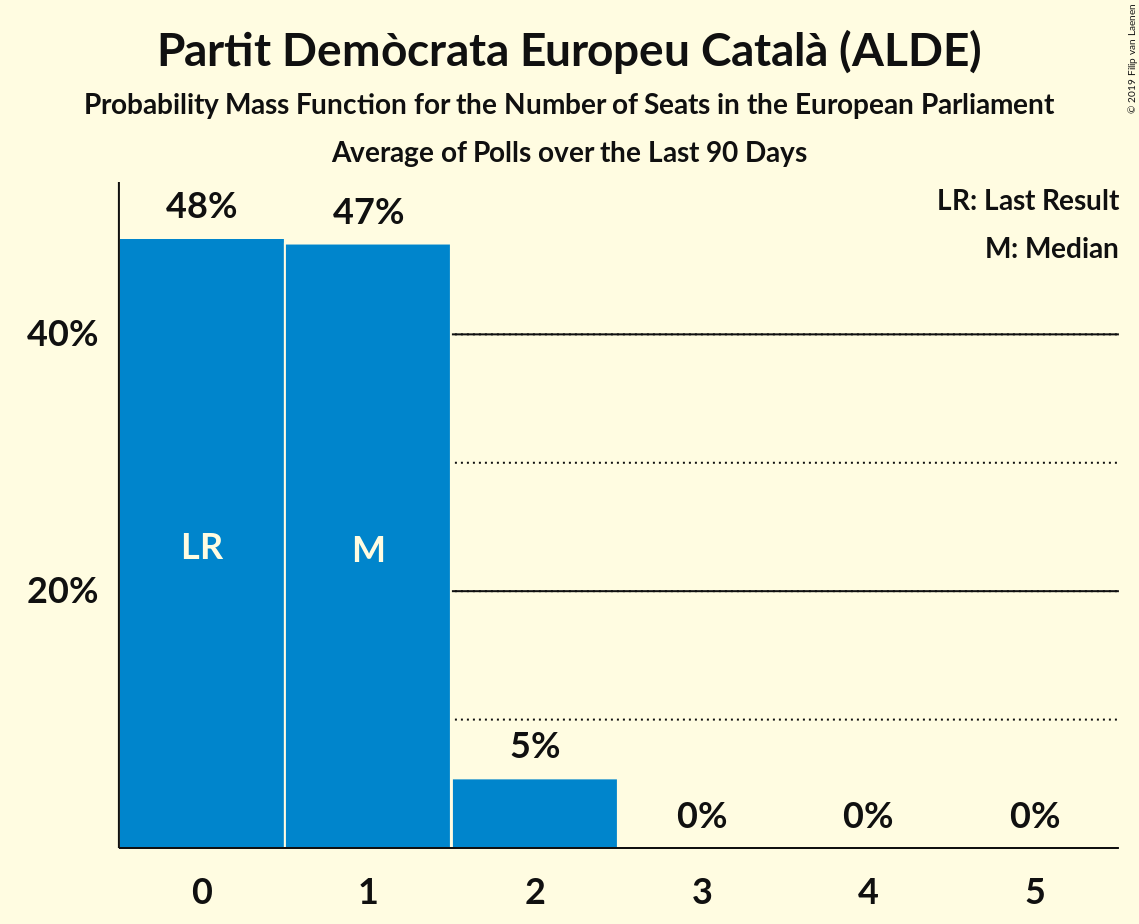 Partit Demòcrata Europeu Català (ALDE)
Probability Mass Function for the Number of Seats in the European Parliament
Average of Polls over the Last 90 Days
© 2019 Filip van Laenen
LR: Last Result
M: Median
48%
47%
40%
LR
M
20%
5%
0%
0%
0%
0
1
2
3
4
5